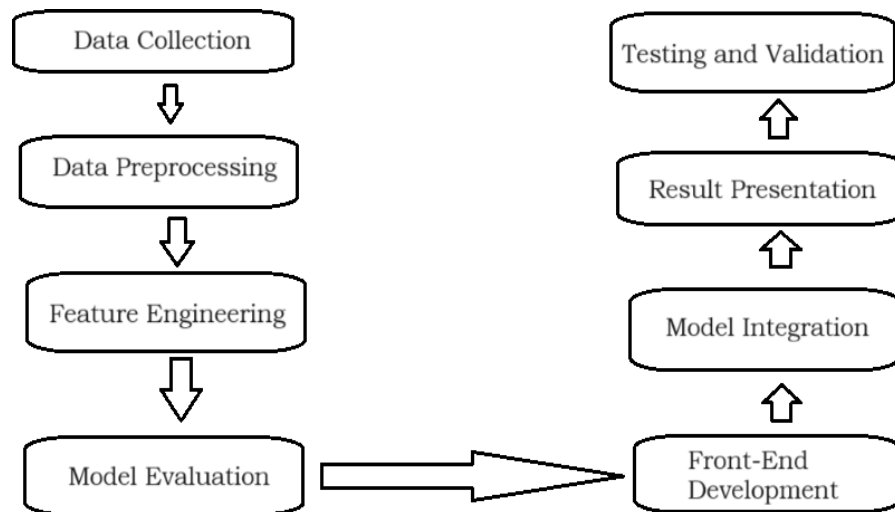 Data Collection
Data Preprocessing
Feature Engineering
Model Evaluation
Front-End
Development
Model Integration
Result Presentation
Testing and Validation